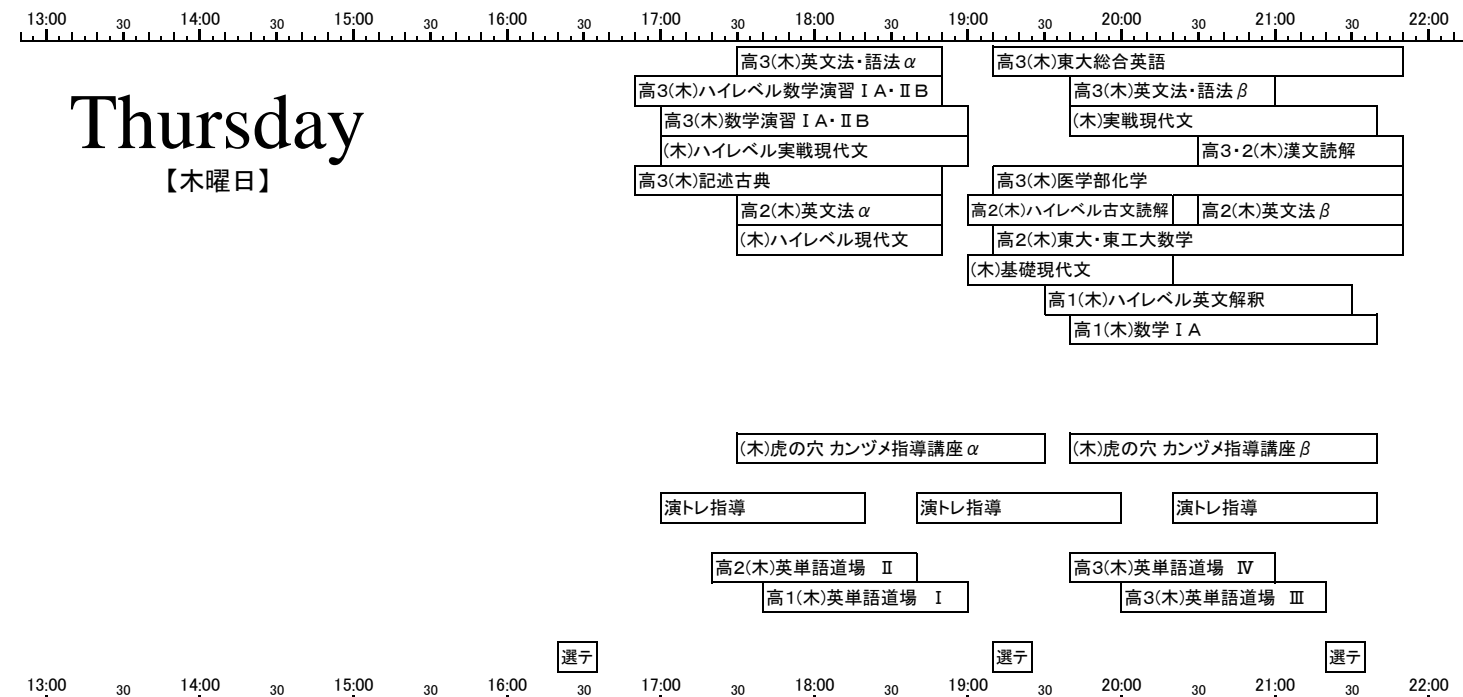 13:00 30 14:00 30 15:00 30 16:00 30 17:00 30 18:00 30 19:00 30 20:00 30 21:00 30 22:00
Thursday
【木曜日】
高3(木)英文法・語法α
高3(木)東大総合英語
高3(木)ハイレベル数学演習ⅠA・ⅡB
高3(木)英文法・語法β
高3(木)数学演習ⅠA・ⅡB
(木)実戦現代文
(木)ハイレベル実戦現代文
高3・2(木)漢文読解
高3(木)記述古典
高3(木)医学部化学
高2(木)英文法α
高2(木)ハイレベル古文読解
高2(木)英文法β
(木)ハイレベル現代文
高2(木)東大・東工大数学
(木)基礎現代文
高1(木)ハイレベル英文解釈
高1(木)数学ⅠA
(木)虎の穴 カンヅメ指導講座α
(木)虎の穴 カンヅメ指導講座β
演トレ指導
演トレ指導
演トレ指導
高2(木)英単語道場 Ⅱ
高3(木)英単語道場 Ⅳ
高1(木)英単語道場 Ⅰ
高3(木)英単語道場 Ⅲ
選テ
選テ
選テ
13:00 30 14:00 30 15:00 30 16:00 30 17:00 30 18:00 30 19:00 30 20:00 30 21:00 30 22:00